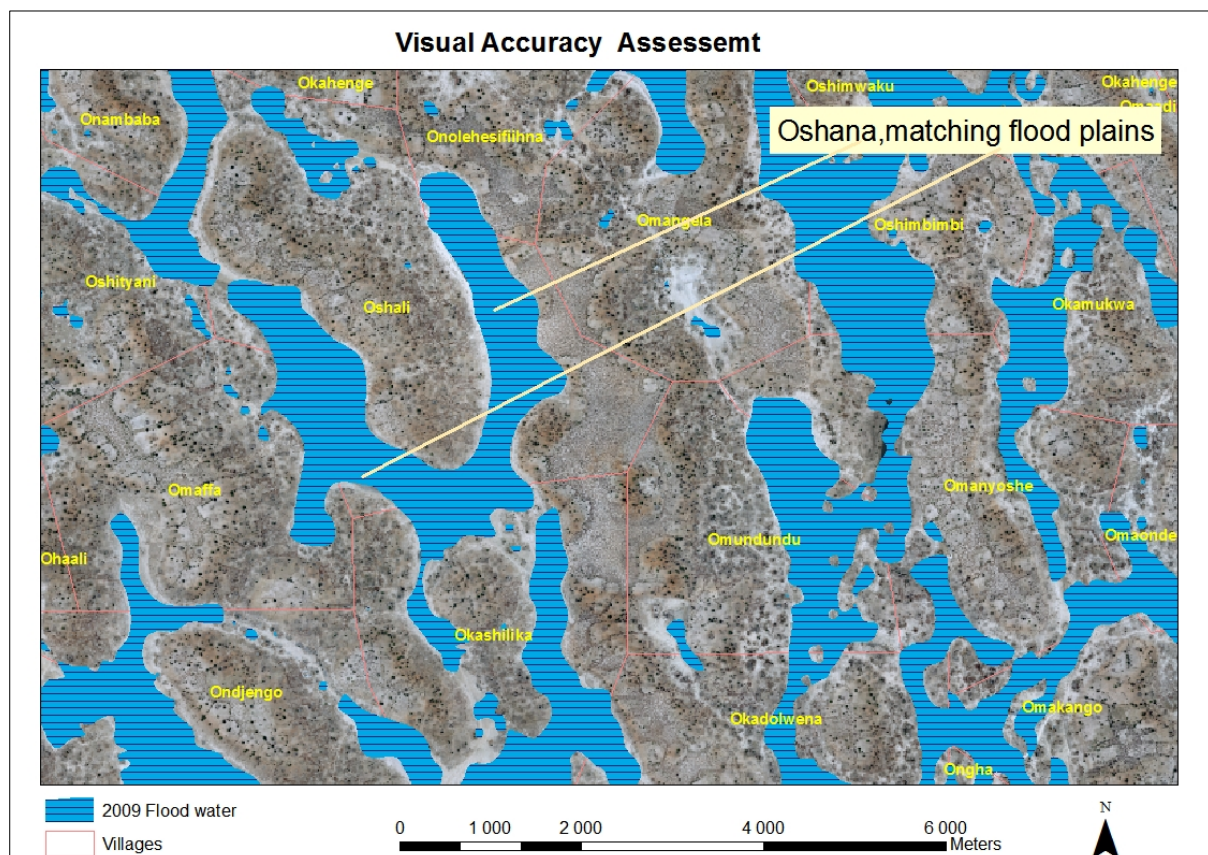 Visual Accuracy Assessemt
Okahenge
Oshimwaku
Okahenge
Omaadi
Onambaba
Onolehesifiihna
Oshana,matching flood plains
Omangela
Oshimbimbi
Oshityani
Oshali
Okamukwa
Omaffa
Omanyoshe
Omundundu
Omaonde
Ohaali
Okashilika
Ondjengo
Okadolwena
Omakango
Ongha
2009 Flood water
Villages
0 1 000 2 000 4 000 6 000
Meters
N